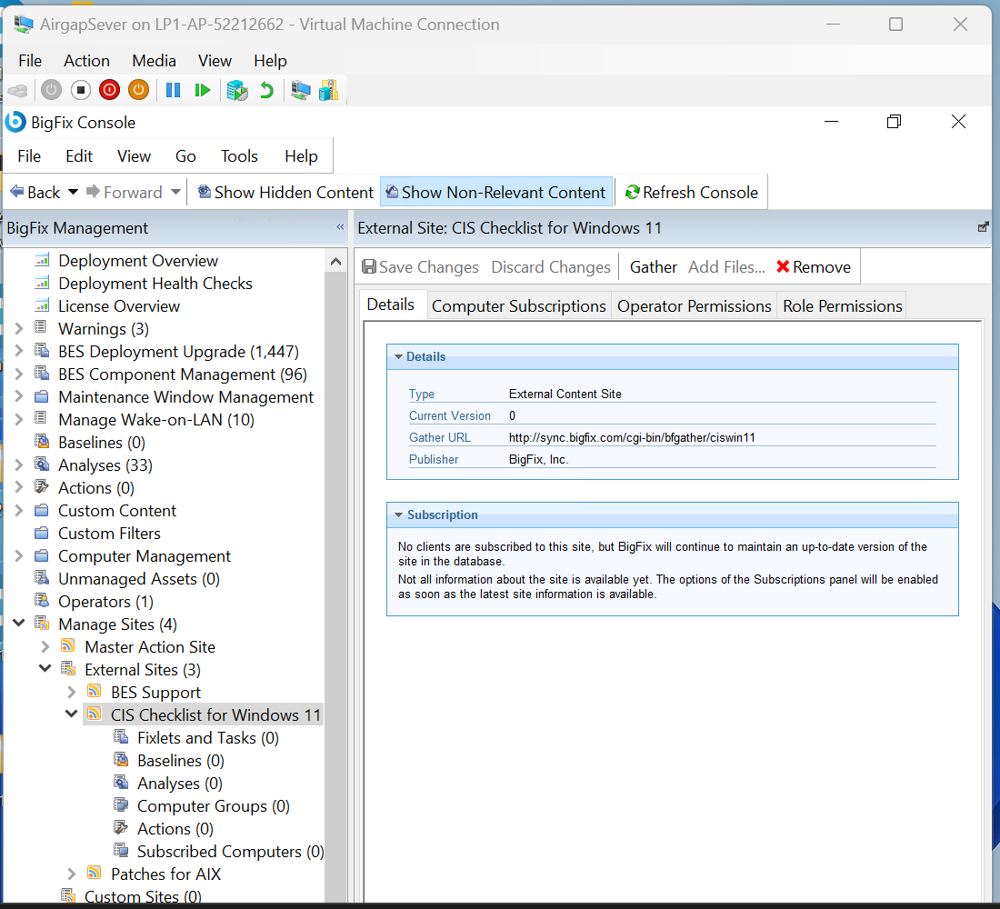 AirgapSever on LP1-AP-52212662 - Virtual Machine Connection
File Action Media View Help
BigFix Console
File Edit View Go Tools Help
Back Forward Show Hidden Content Show Non-Relevant Content Refresh Console
BigFix Management
External Site: CIS Checklist for Windows 11
Save Changes Discard Changes Gather Add Files... Remove
Details Computer Subscriptions Operator Permissions Role Permissions
Deployment Overview
Deployment Health Checks
License Overview
Warnings (3)
BES Deployment Upgrade (1,447)
BES Component Management (96)
Maintenance Window Management
Manage Wake-on-LAN (10)
Baselines (0)
Analyses (33)
Actions (0)
Custom Content
Custom Filters
Computer Management
Unmanaged Assets (0)
Operators (1)
Manage Sites (4)
Master Action Site
External Sites (3)
BES Support
CIS Checklist for Windows 11
Fixlets and Tasks (0)
Baselines (0)
Analyses (0)
Computer Groups (0)
Actions (0)
Subscribed Computers (0)
Patches for AIX
Custom Sites (0)
Details
Type External Content Site
Current Version 0
Gather URL http://sync.bigfix.com/cgi-bin/bfgather/ciswin11
Publisher BigFix, Inc.
Subscription
No clients are subscribed to this site, but BigFix will continue to maintain an up-to-date version of the
site in the database.
Not all information about the site is available yet. The options of the Subscriptions panel will be enabled
as soon as the latest site information is available.